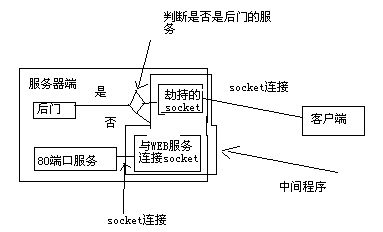 判断是否是后门的服
务
服务器端
是
后门
劫持的
socket
socket连接
客户端
否
80端口服务
与WEB服务
连接socket
中间程序
socket连接